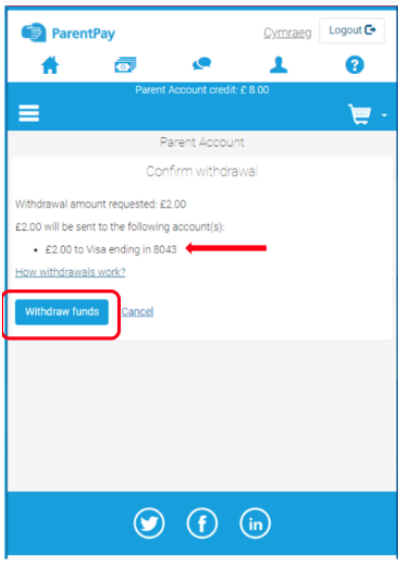 ParentPay
Cymraeg
Logout
Parent Account credit: £ 8.00
Parent Account
Confirm withdrawal
Withdrawal amount requested: £2.00
£2.00 will be sent to the following account(s):
• £2.00 to Visa ending in 8043
How withdrawals work?
Withdraw funds
Cancel